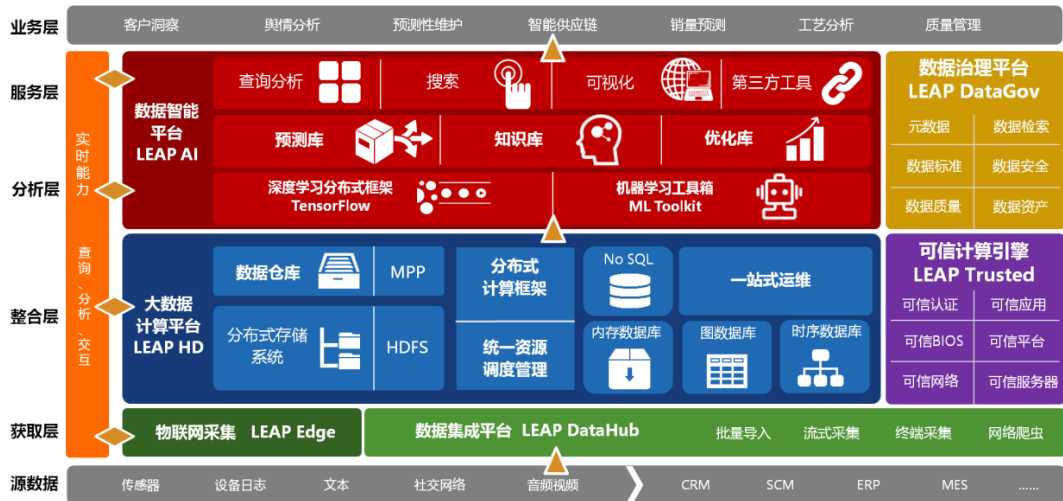 业务层
客户洞察 舆情分析 预测性维护 智能供应链 销量预测 工艺分析 质量管理
服务层
分析层
整合层
获取层
源数据
实时能力
查询、分析、交互
数据智能
平台
LEAP AI
查询分析
搜索
可视化
第三方工具
预测库
知识库
优化库
深度学习分布式框架
TensorFlow
机器学习工具箱
ML Toolkit
数据治理平台
LEAP DataGov
元数据 数据检索
数据标准 数据安全
数据质量 数据资产
大数据
计算平台
LEAP HD
数据仓库
MPP
分布式存储
系统
HDFS
分布式
计算框架
统一资源
调度管理
No SQL
一站式运维
内存数据库
图数据库
时序数据库
可信计算引擎
LEAP Trusted
可信认证 可信应用
可信BIOS 可信平台
可信网络 可信服务器
物联网采集 LEAP Edge
数据集成平台 LEAP DataHub
批量导入 流式采集 终端采集 网络爬虫
传感器 设备日志 文本 社交网络 音频视频
CRM SCM ERP MES ......